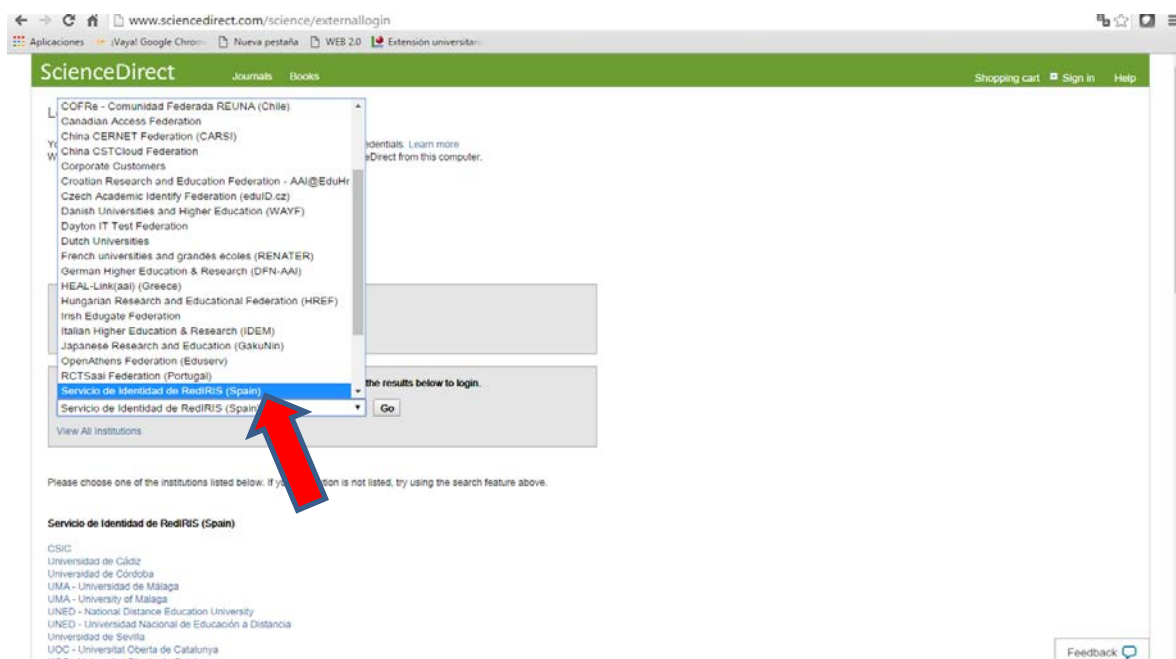 www.sciencedirect.com/science/externallogin
Aplicaciones ¡Vaya! Google Chrom Nueva pestaña WEB 2.0 Extensión universitar
ScienceDirect Journals Books Shopping cart Sign in Help
L
COFRe - Comunidad Federada REUNA (Chile)
Canadian Access Federation
China CERNET Federation (CARSI)
Yo
edentials. Learn more
China CSTCloud Federation
W
eDirect from this computer.
Corporate Customers
Croatian Research and Education Federation - AAI@EduHr
Czech Academic Identify Federation (eduID.cz)
Danish Universities and Higher Education (WAYF)
Dayton IT Test Federation
Dutch Universities
French universities and grandes ecoles (RENATER)
German Higher Education & Research (DFN-AAI)
HEAL-Link(aai) (Greece)
Hungarian Research and Educational Federation (HREF)
Irish Edugate Federation
Italian Higher Education & Research (IDEM)
Japanese Research and Education (GakuNin)
OpenAthens Federation (Eduserv)
RCTSaai Federation (Portugal)
Servicio de Identidad de RedIRIS (Spain)
the results below to login.
Servicio de Identidad de RedIRIS (Spain Go
View All Institutions
Please choose one of the institutions listed below. If yo tion is not listed, try using the search feature above.
Servicio de Identidad de RedIRIS (Spain)
CSIC
Universidad de Cádiz
Universidad de Córdoba
UMA - Universidad de Málaga
UMA - University of Malaga
UNED - National Distance Education University
UNED - Universidad Nacional de Educación a Distancia
Universidad de Sevilla
UOC - Universitat Oberta de Catalunya
Feedback